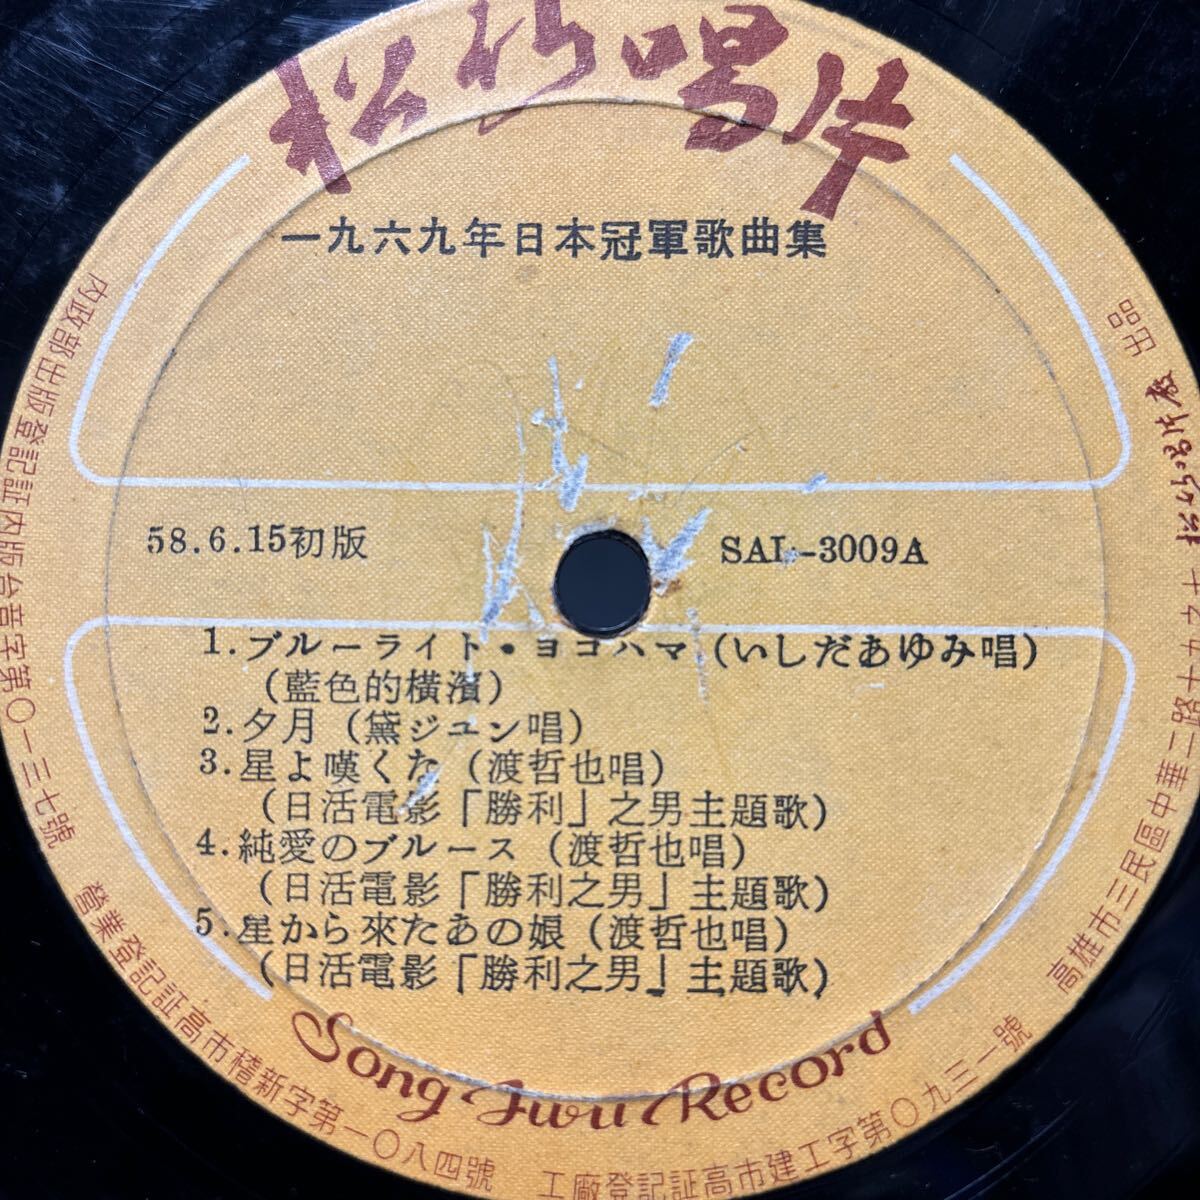 唱片
一九六九年日本冠軍歌曲集
58.6.15初版
SAL-3009A
1.ブルーライト・ヨコハマ(いしだあゆみ唱)
(藍色的橫濱)
2.夕月(黛ジュン唱)
3.星よ嘆くな(渡哲也唱)
(日活電影「勝利」之男主題歌)
4.純愛のブルース(渡哲也唱)
(日活電影「勝利之男」主題歌)
5.星から來たあの娘(渡哲也唱)
(日活電影「勝利之男」主題歌)
Song Jwu Record
內政部出版登記証內版台音字第〇一三七號
營業登記証高市稽新字第一〇八四號
工廠登記証高市建工字第〇九三一號
高雄市三民區中華二路
出品